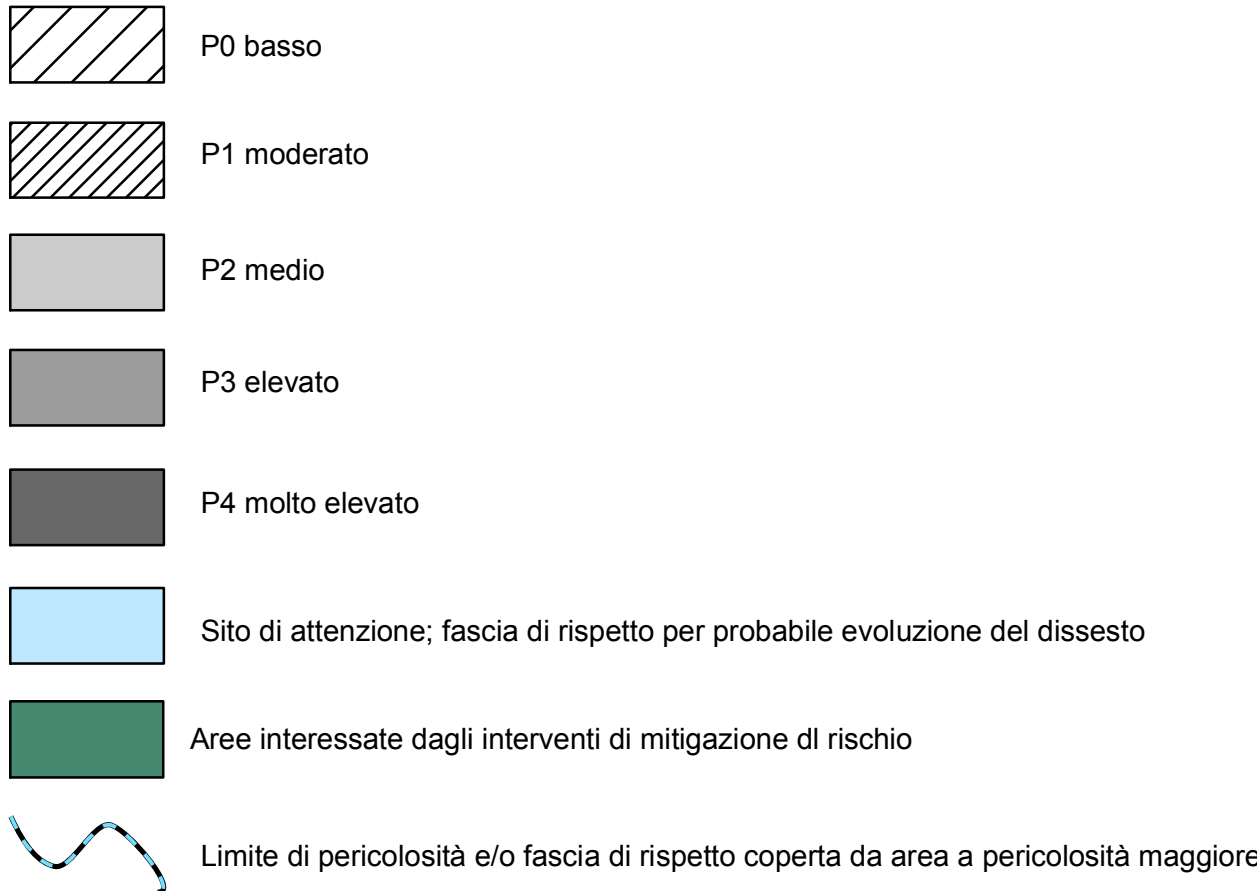 P0 basso
P1 moderato
P2 medio
P3 elevato
P4 molto elevato
Sito di attenzione; fascia di rispetto per probabile evoluzione del dissesto
Aree interessate dagli interventi di mitigazione dl rischio
Limite di pericolosità e/o fascia di rispetto coperta da area a pericolosità maggiore